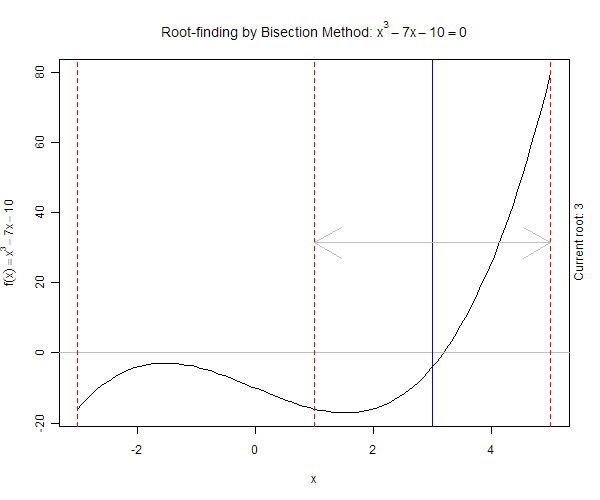 Root-finding by Bisection Method: x³ − 7x − 10 = 0
80
60
40
20
0
-20
f(x) = x³ − 7x − 10
Current root: 3
-2
0
2
4
x